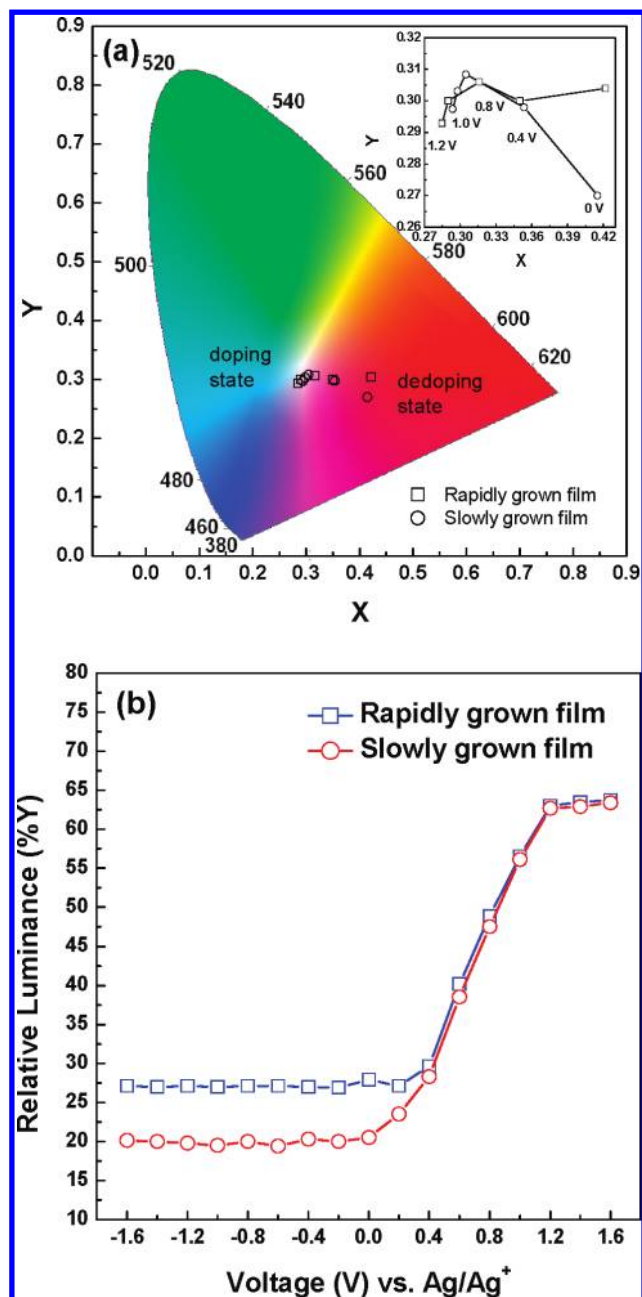 (a)
0.9
0.8
0.7
0.6
0.5
0.4
0.3
0.2
0.1
0.0
Y
520
540
560
580
600
620
500
480
460
380
doping
state
dedoping
state
Rapidly grown film
Slowly grown film
0.0 0.1 0.2 0.3 0.4 0.5 0.6 0.7 0.8 0.9
X
0.32
0.31
0.30
0.29
0.28
0.27
0.26
Y
0.8 V
1.0 V
0.4 V
1.2 V
0 V
0.27 0.30 0.33 0.36 0.39 0.42
X
(b)
Rapidly grown film
Slowly grown film
80
75
70
65
60
55
50
45
40
35
30
25
20
15
10
Relative Luminance (%Y)
-1.6 -1.2 -0.8 -0.4 0.0 0.4 0.8 1.2 1.6
Voltage (V) vs. Ag/Ag⁺